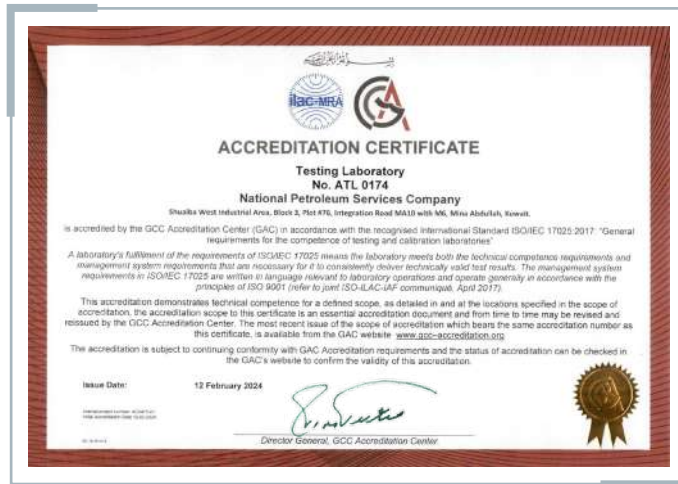 ilac-MRA
ACCREDITATION CERTIFICATE
Testing Laboratory
No. ATL 0174
National Petroleum Services Company
Shuaiba West Industrial Area, Block 3, Plot #76, Integration Road MA10 with M6, Mina Abdullah, Kuwait.
is accredited by the GCC Accreditation Center (GAC) in accordance with the recognised International Standard ISO/IEC 17025:2017: "General
requirements for the competence of testing and calibration laboratories"
A laboratory's fulfillment of the requirements of ISO/IEC 17025 means the laboratory meets both the technical competence requirements and
management system requirements that are necessary for it to consistently deliver technically valid test results. The management system
requirements in ISO/IEC 17025 are written in language relevant to laboratory operations and operate generally in accordance with the
principles of ISO 9001 (refer to joint ISO-ILAC-IAF communiqué, April 2017).
This accreditation demonstrates technical competence for a defined scope, as detailed in and at the locations specified in the scope of
accreditation, the accreditation scope to this certificate is an essential accreditation document and from time to time may be revised and
reissued by the GCC Accreditation Center. The most recent issue of the scope of accreditation which bears the same accreditation number as
this certificate, is available from the GAC website www.gcc-accreditation.org
The accreditation is subject to continuing conformity with GAC Accreditation requirements and the status of accreditation can be checked in
the GAC's website to confirm the validity of this accreditation.
Issue Date: 12 February 2024
Director General, GCC Accreditation Center